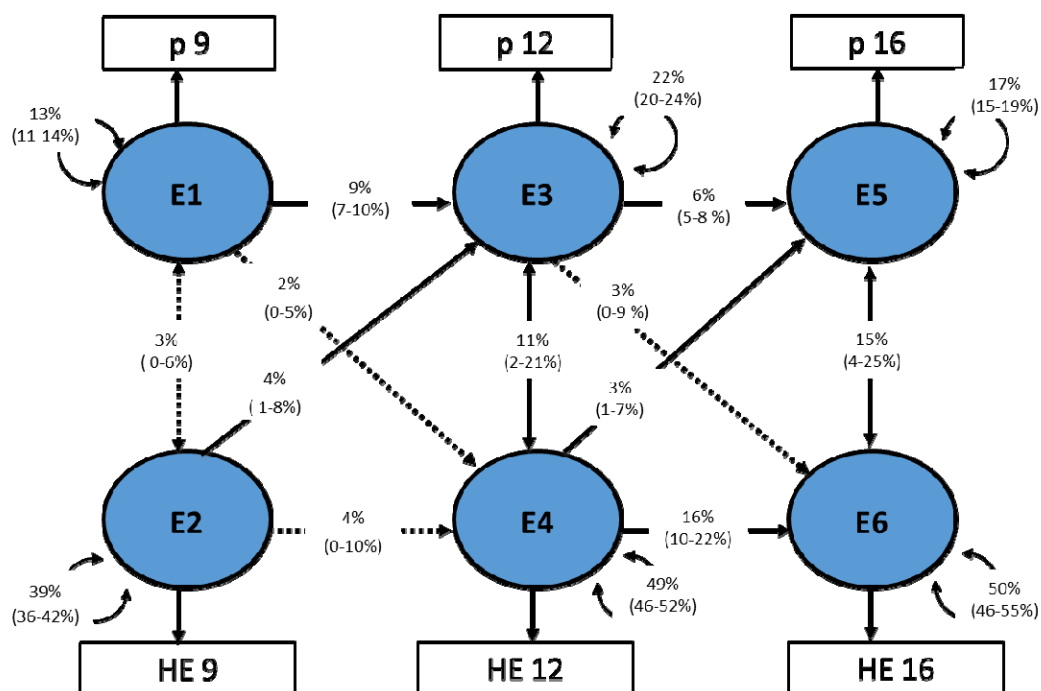 p 9
p 12
p 16
13%
(11 14%)
22%
(20-24%)
17%
(15-19%)
E1
9%
(7-10%)
E3
6%
(5-8 %)
E5
2%
(0-5%)
3%
(0-9 %)
3%
( 0-6%)
11%
(2-21%)
15%
(4-25%)
4%
( 1-8%)
3%
(1-7%)
E2
4%
(0-10%)
E4
16%
(10-22%)
E6
39%
(36-42%)
49%
(46-52%)
50%
(46-55%)
HE 9
HE 12
HE 16